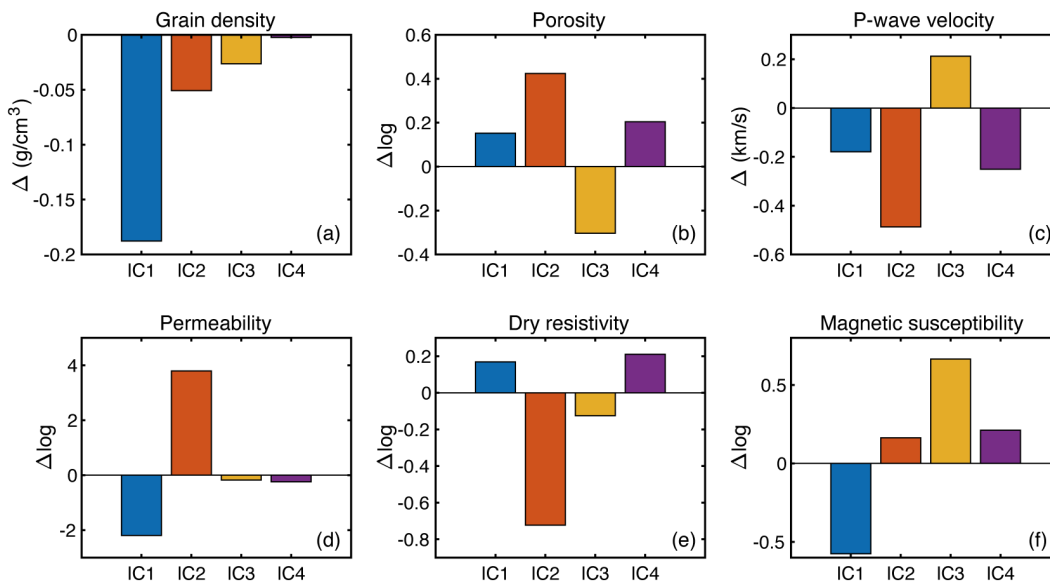 Grain density
0
-0.05
-0.1
-0.15
-0.2
Δ (g/cm³)
(a)
IC1 IC2 IC3 IC4
Porosity
0.6
0.4
0.2
0
-0.2
-0.4
Δlog
(b)
IC1 IC2 IC3 IC4
P-wave velocity
0.2
0
-0.2
-0.4
-0.6
Δ (km/s)
(c)
IC1 IC2 IC3 IC4
Permeability
4
2
0
-2
Δlog
(d)
IC1 IC2 IC3 IC4
Dry resistivity
0.2
0
-0.2
-0.4
-0.6
-0.8
Δlog
(e)
IC1 IC2 IC3 IC4
Magnetic susceptibility
0.5
0
-0.5
Δlog
(f)
IC1 IC2 IC3 IC4